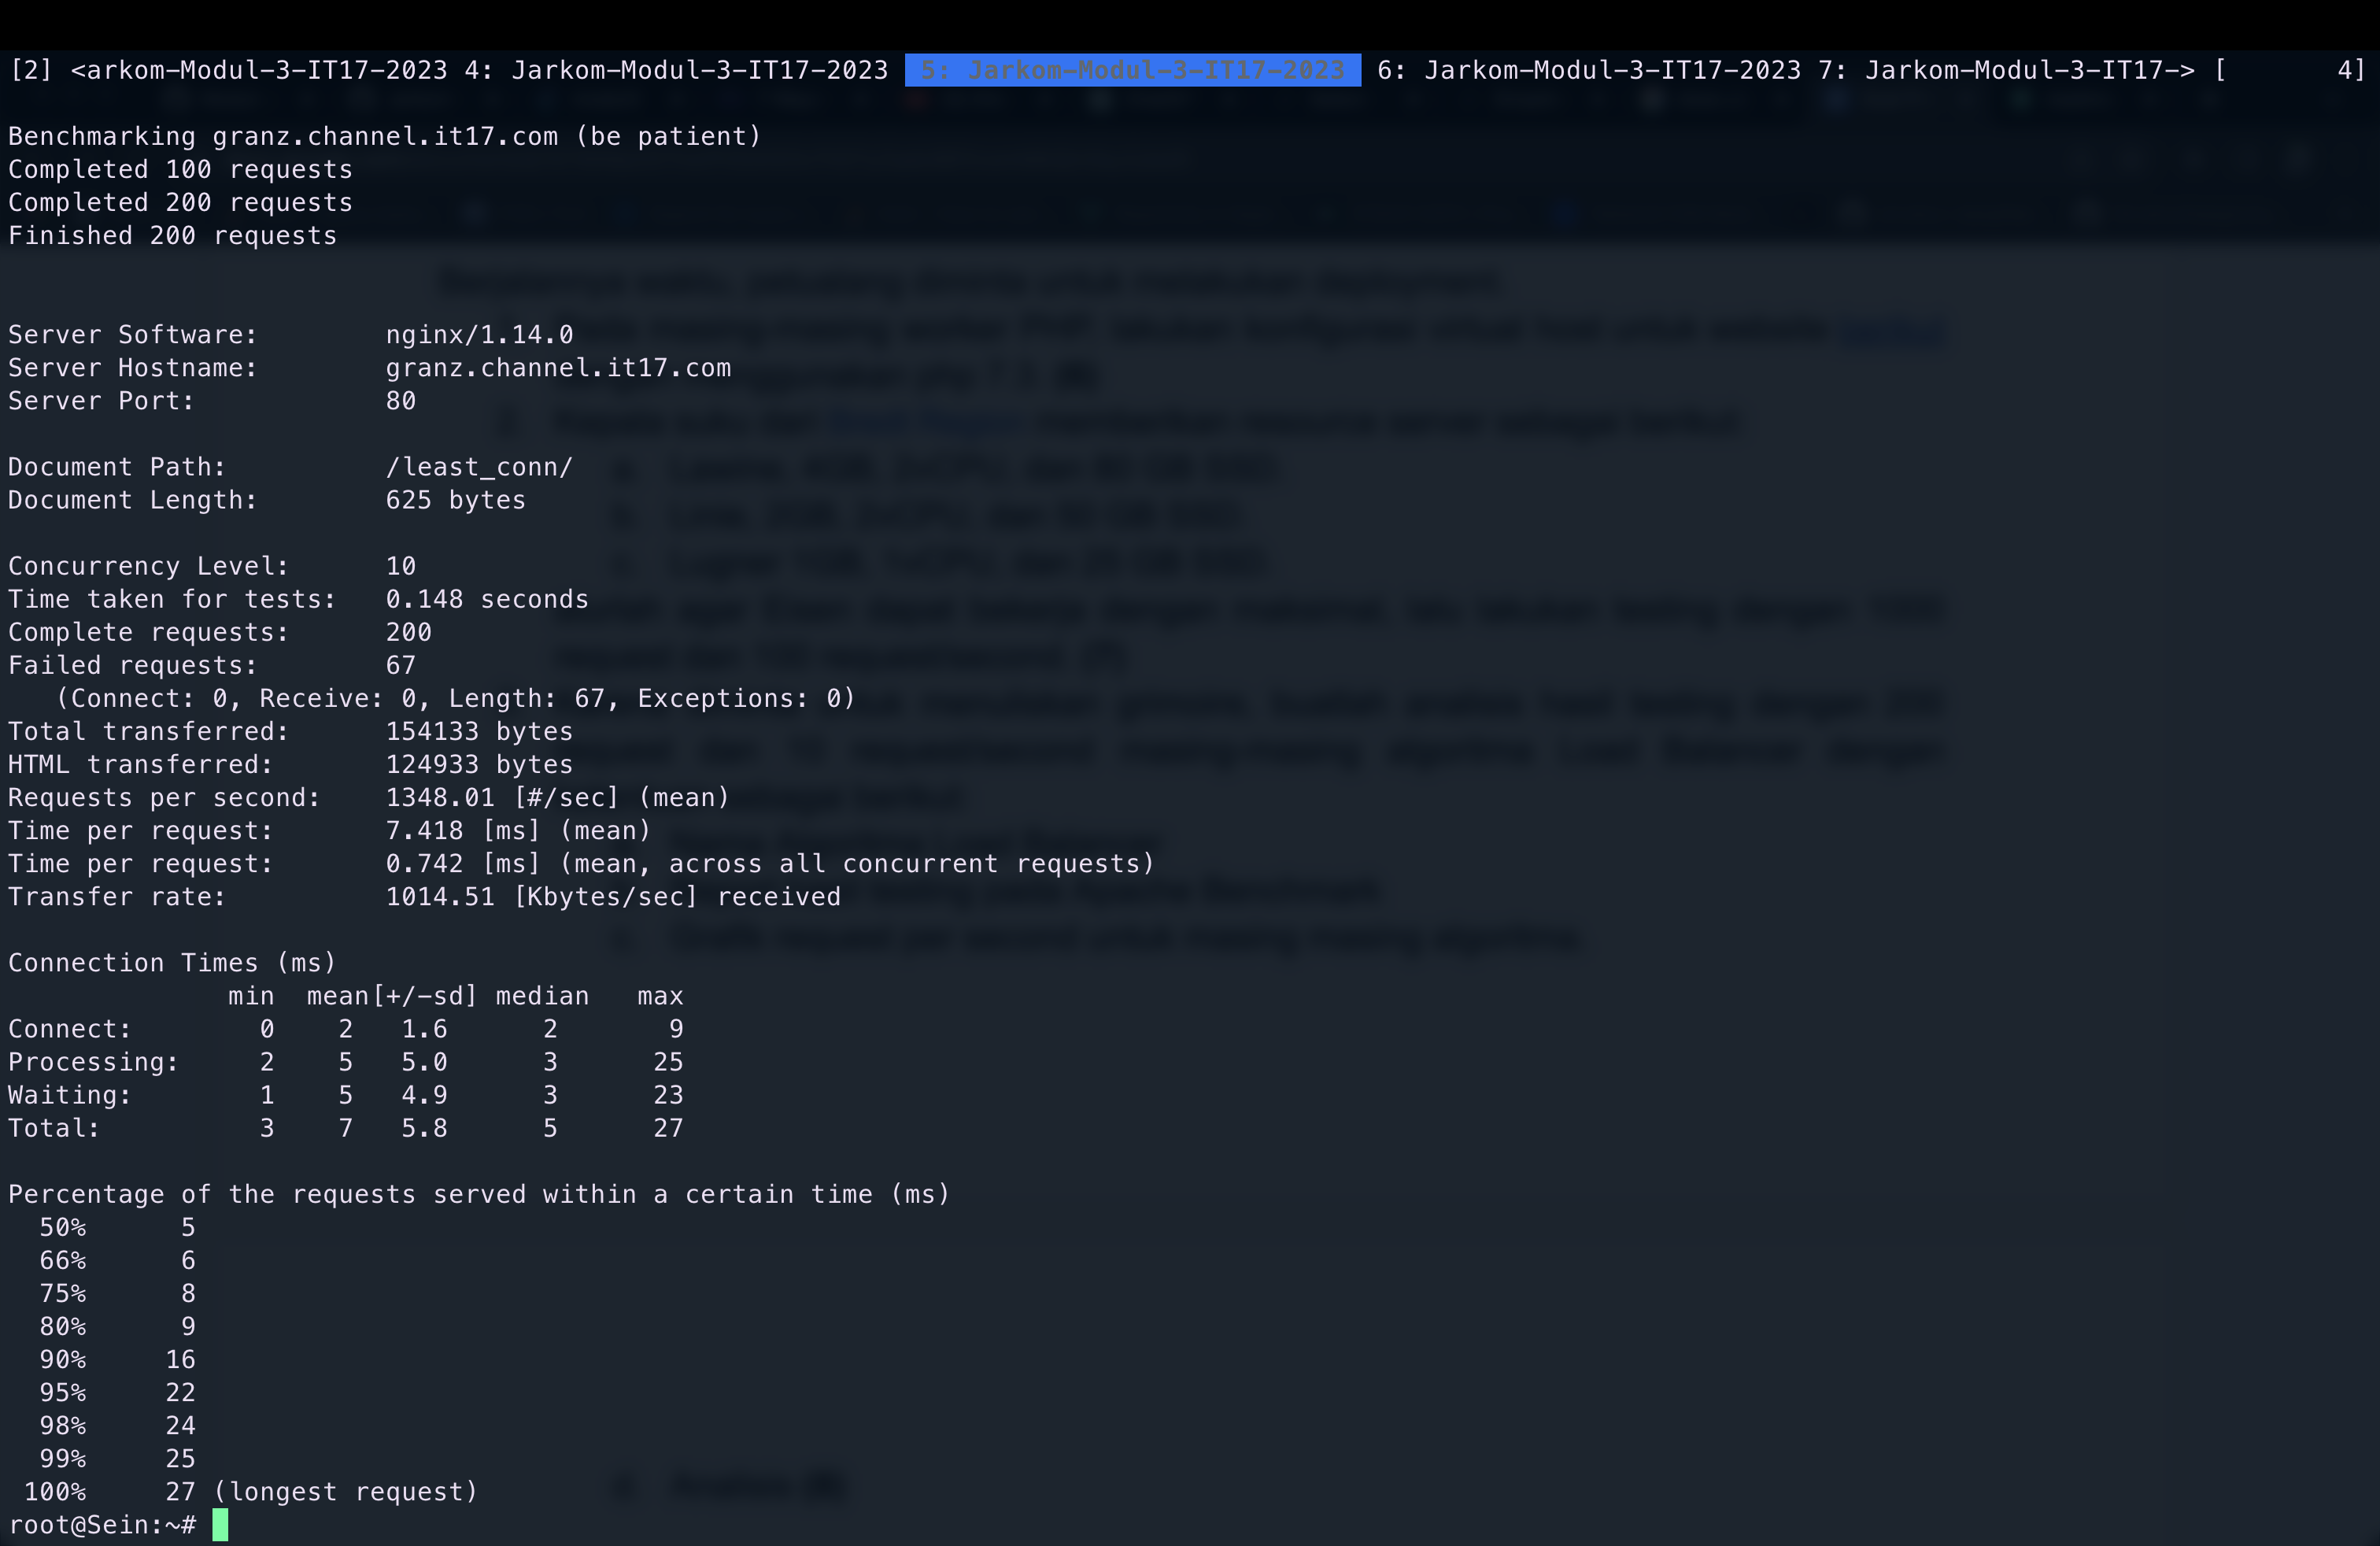 [2] <arkom-Modul-3-IT17-2023 4: Jarkom-Modul-3-IT17-2023 5: Jarkom-Modul-3-IT17-2023 6: Jarkom-Modul-3-IT17-2023 7: Jarkom-Modul-3-IT17-> [ 4]
Benchmarking granz.channel.it17.com (be patient)
Completed 100 requests
Completed 200 requests
Finished 200 requests
Server Software: nginx/1.14.0
Server Hostname: granz.channel.it17.com
Server Port: 80
Document Path: /least_conn/
Document Length: 625 bytes
Concurrency Level: 10
Time taken for tests: 0.148 seconds
Complete requests: 200
Failed requests: 67
(Connect: 0, Receive: 0, Length: 67, Exceptions: 0)
Total transferred: 154133 bytes
HTML transferred: 124933 bytes
Requests per second: 1348.01 [#/sec] (mean)
Time per request: 7.418 [ms] (mean)
Time per request: 0.742 [ms] (mean, across all concurrent requests)
Transfer rate: 1014.51 [Kbytes/sec] received
Connection Times (ms)
min mean[+/-sd] median max
Connect: 0 2 1.6 2 9
Processing: 2 5 5.0 3 25
Waiting: 1 5 4.9 3 23
Total: 3 7 5.8 5 27
Percentage of the requests served within a certain time (ms)
50% 5
66% 6
75% 8
80% 9
90% 16
95% 22
98% 24
99% 25
100% 27 (longest request)
root@Sein:~#